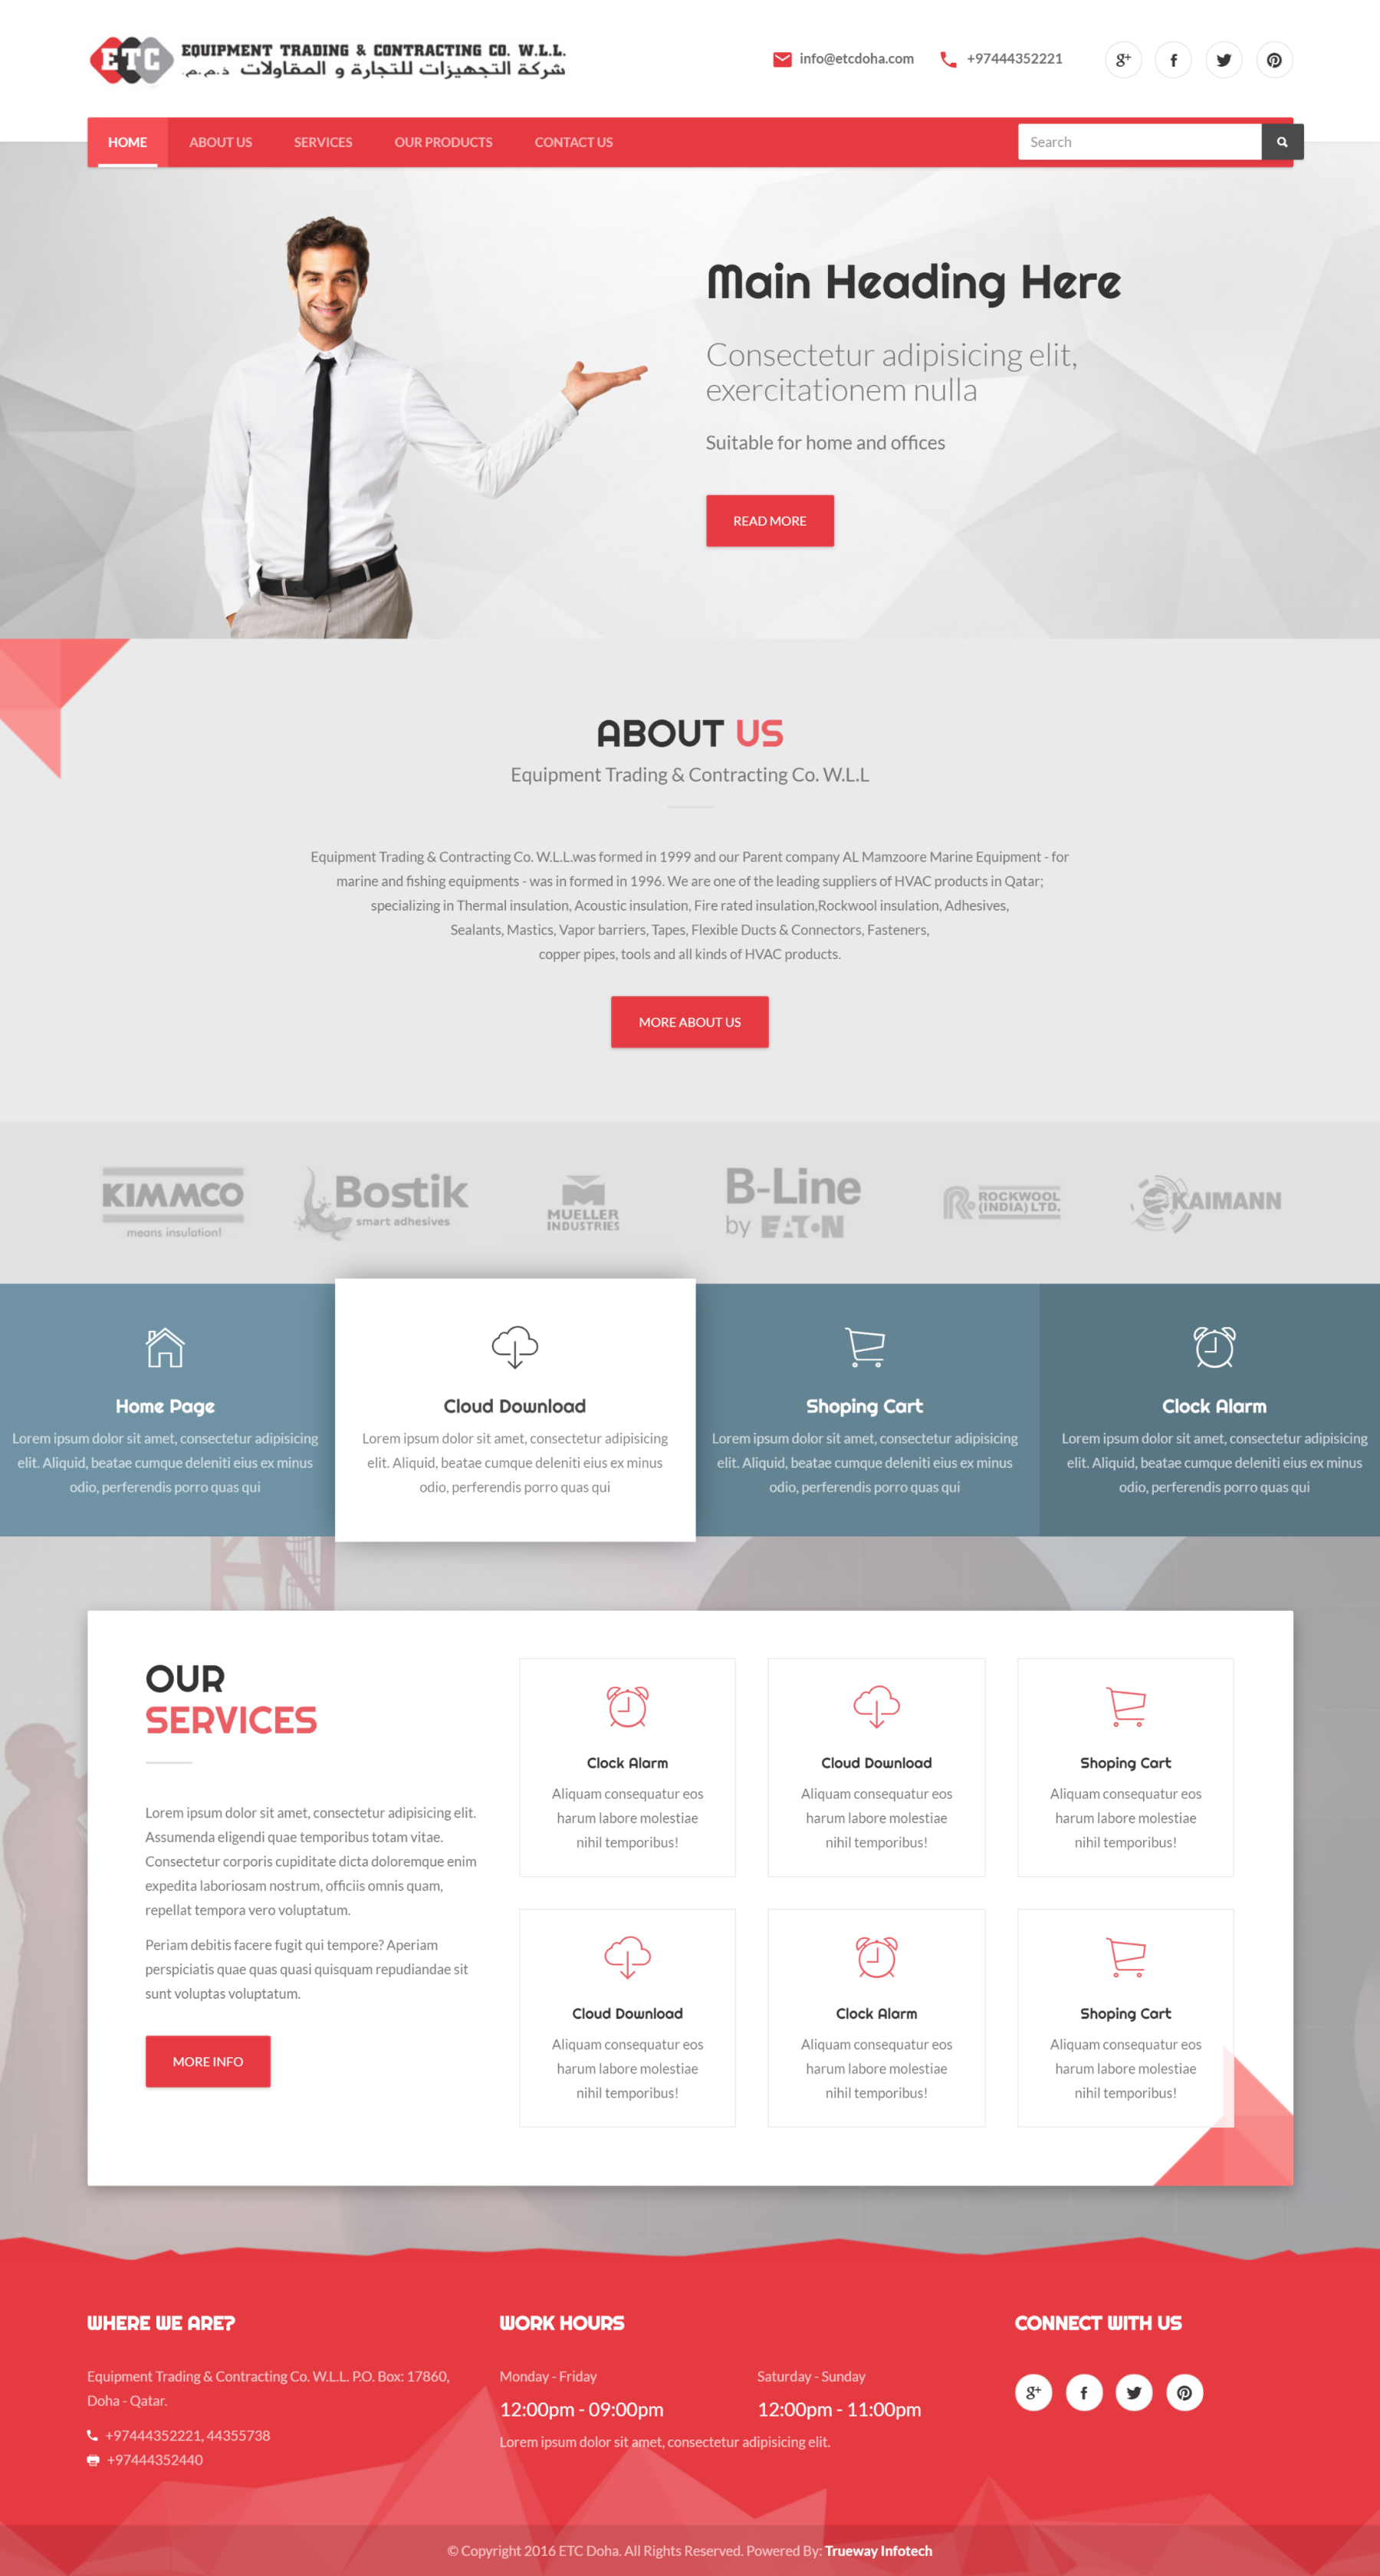 ETC
EQUIPMENT TRADING & CONTRACTING CO. W.L.L.
شركة التجهيزات للتجارة و المقاولات ذ.م.م.
info@etcdoha.com
+97444352221
HOME ABOUT US SERVICES OUR PRODUCTS CONTACT US
Search
Main Heading Here
Consectetur adipisicing elit,
exercitationem nulla
Suitable for home and offices
READ MORE
ABOUT US
Equipment Trading & Contracting Co. W.L.L
Equipment Trading & Contracting Co. W.L.L.was formed in 1999 and our Parent company AL Mamzoore Marine Equipment - for
marine and fishing equipments - was in formed in 1996. We are one of the leading suppliers of HVAC products in Qatar;
specializing in Thermal insulation, Acoustic insulation, Fire rated insulation,Rockwool insulation, Adhesives,
Sealants, Mastics, Vapor barriers, Tapes, Flexible Ducts & Connectors, Fasteners,
copper pipes, tools and all kinds of HVAC products.
MORE ABOUT US
KIMMCO
means insulation!
Bostik
smart adhesives
MUELLER
INDUSTRIES
B-Line
by EATON
ROCKWOOL
(INDIA) LTD.
KAIMANN
Home Page
Lorem ipsum dolor sit amet, consectetur adipisicing
elit. Aliquid, beatae cumque deleniti eius ex minus
odio, perferendis porro quas qui
Cloud Download
Lorem ipsum dolor sit amet, consectetur adipisicing
elit. Aliquid, beatae cumque deleniti eius ex minus
odio, perferendis porro quas qui
Shoping Cart
Lorem ipsum dolor sit amet, consectetur adipisicing
elit. Aliquid, beatae cumque deleniti eius ex minus
odio, perferendis porro quas qui
Clock Alarm
Lorem ipsum dolor sit amet, consectetur adipisicing
elit. Aliquid, beatae cumque deleniti eius ex minus
odio, perferendis porro quas qui
OUR
SERVICES
Lorem ipsum dolor sit amet, consectetur adipisicing elit.
Assumenda eligendi quae temporibus totam vitae.
Consectetur corporis cupiditate dicta doloremque enim
expedita laboriosam nostrum, officiis omnis quam,
repellat tempora vero voluptatum.
Periam debitis facere fugit qui tempore? Aperiam
perspiciatis quae quas quasi quisquam repudiandae sit
sunt voluptas voluptatum.
MORE INFO
Clock Alarm
Aliquam consequatur eos
harum labore molestiae
nihil temporibus!
Cloud Download
Aliquam consequatur eos
harum labore molestiae
nihil temporibus!
Shoping Cart
Aliquam consequatur eos
harum labore molestiae
nihil temporibus!
Cloud Download
Aliquam consequatur eos
harum labore molestiae
nihil temporibus!
Clock Alarm
Aliquam consequatur eos
harum labore molestiae
nihil temporibus!
Shoping Cart
Aliquam consequatur eos
harum labore molestiae
nihil temporibus!
WHERE WE ARE?
Equipment Trading & Contracting Co. W.L.L. P.O. Box: 17860,
Doha - Qatar.
+97444352221, 44355738
+97444352440
WORK HOURS
Monday - Friday
12:00pm - 09:00pm
Saturday - Sunday
12:00pm - 11:00pm
Lorem ipsum dolor sit amet, consectetur adipisicing elit.
CONNECT WITH US
© Copyright 2016 ETC Doha. All Rights Reserved. Powered By: Trueway Infotech